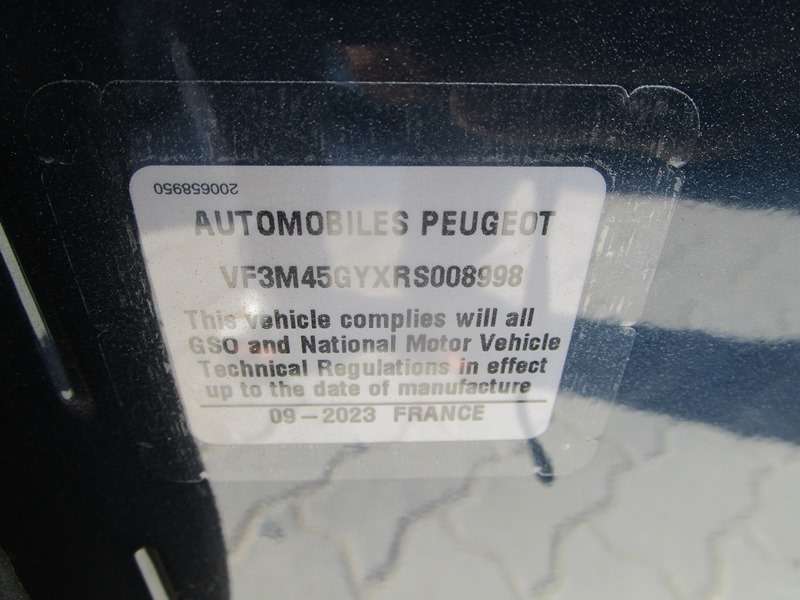 200658950
AUTOMOBILES PEUGEOT
VF3M45GYXRS008998
This vehicle complies will all
GSO and National Motor Vehicle
Technical Regulations in effect
up to the date of manufacture
09-2023 FRANCE